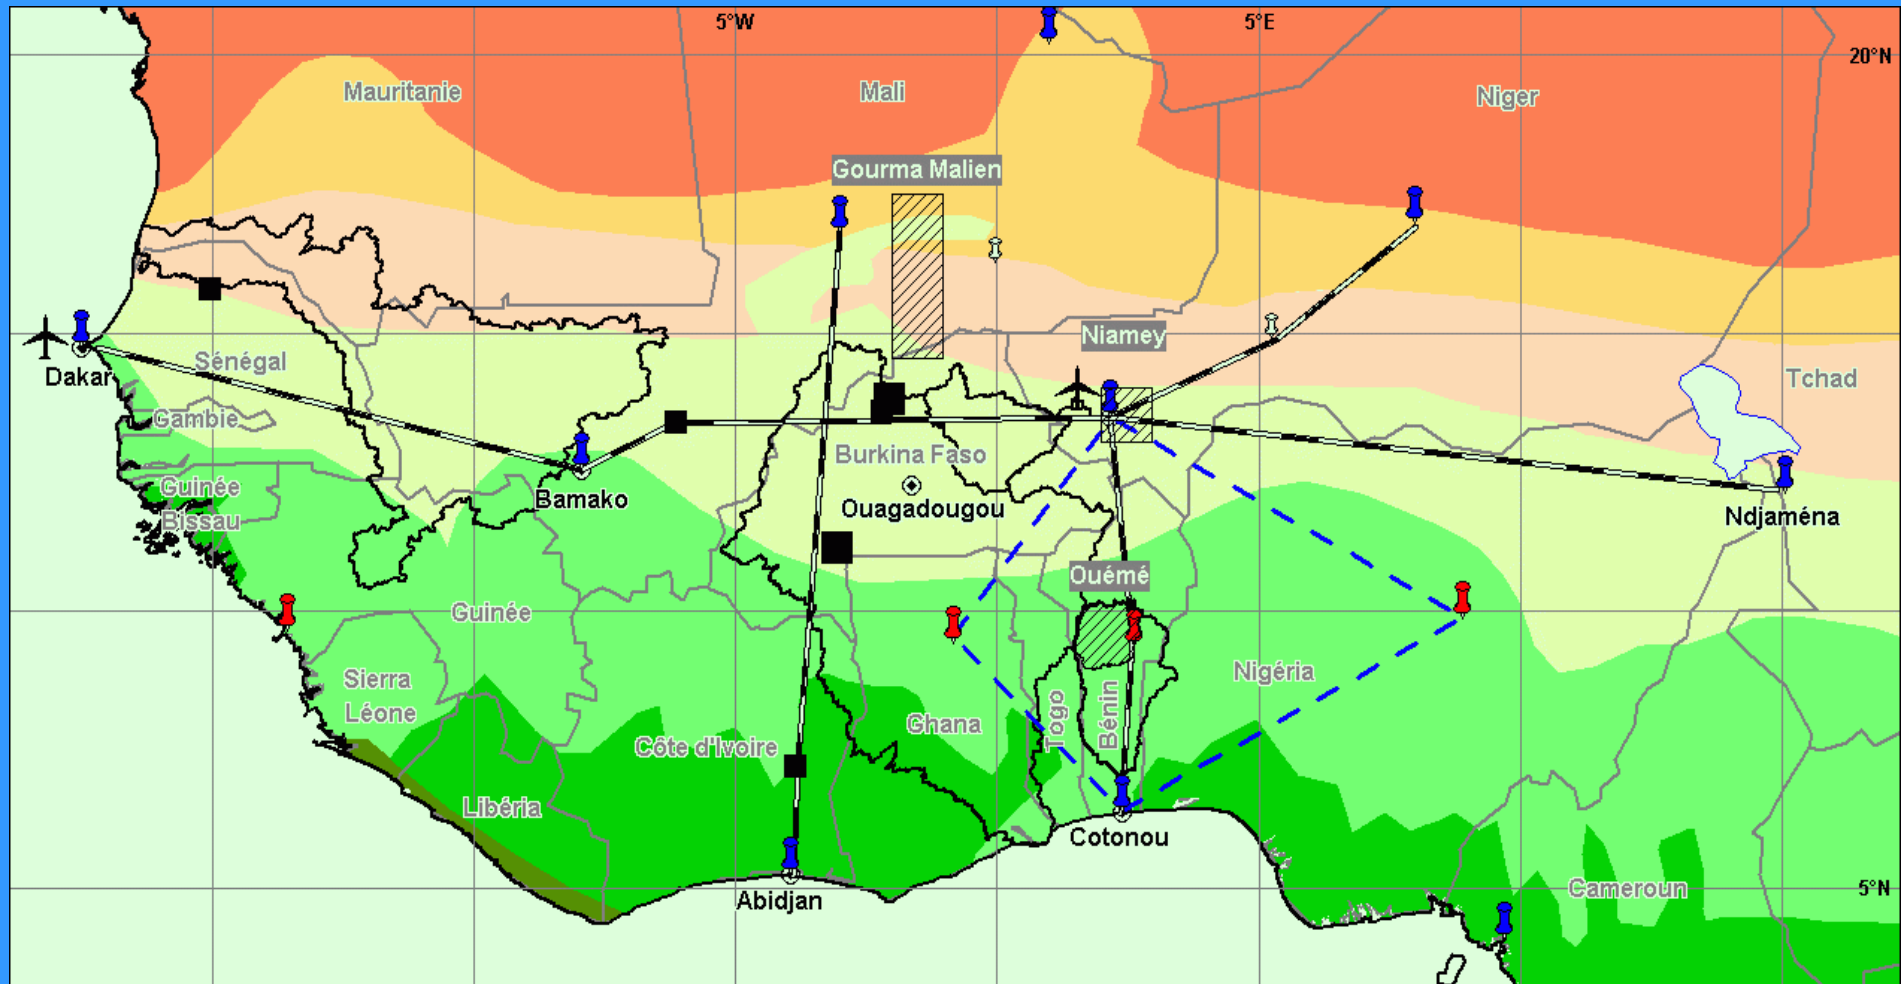 5°W
5°E
20°N
Mauritanie
Mali
Niger
Gourma Malien
Niamey
Sénégal
Dakar
Tchad
Gambie
Burkina Faso
Guinée
Bissau
Bamako
Ouagadougou
Ndjaména
Ouémé
Guinée
Sierra
Léone
Nigéria
Togo
Bénin
Ghana
Côte d'Ivoire
Libéria
Cotonou
Abidjan
Cameroun
5°N